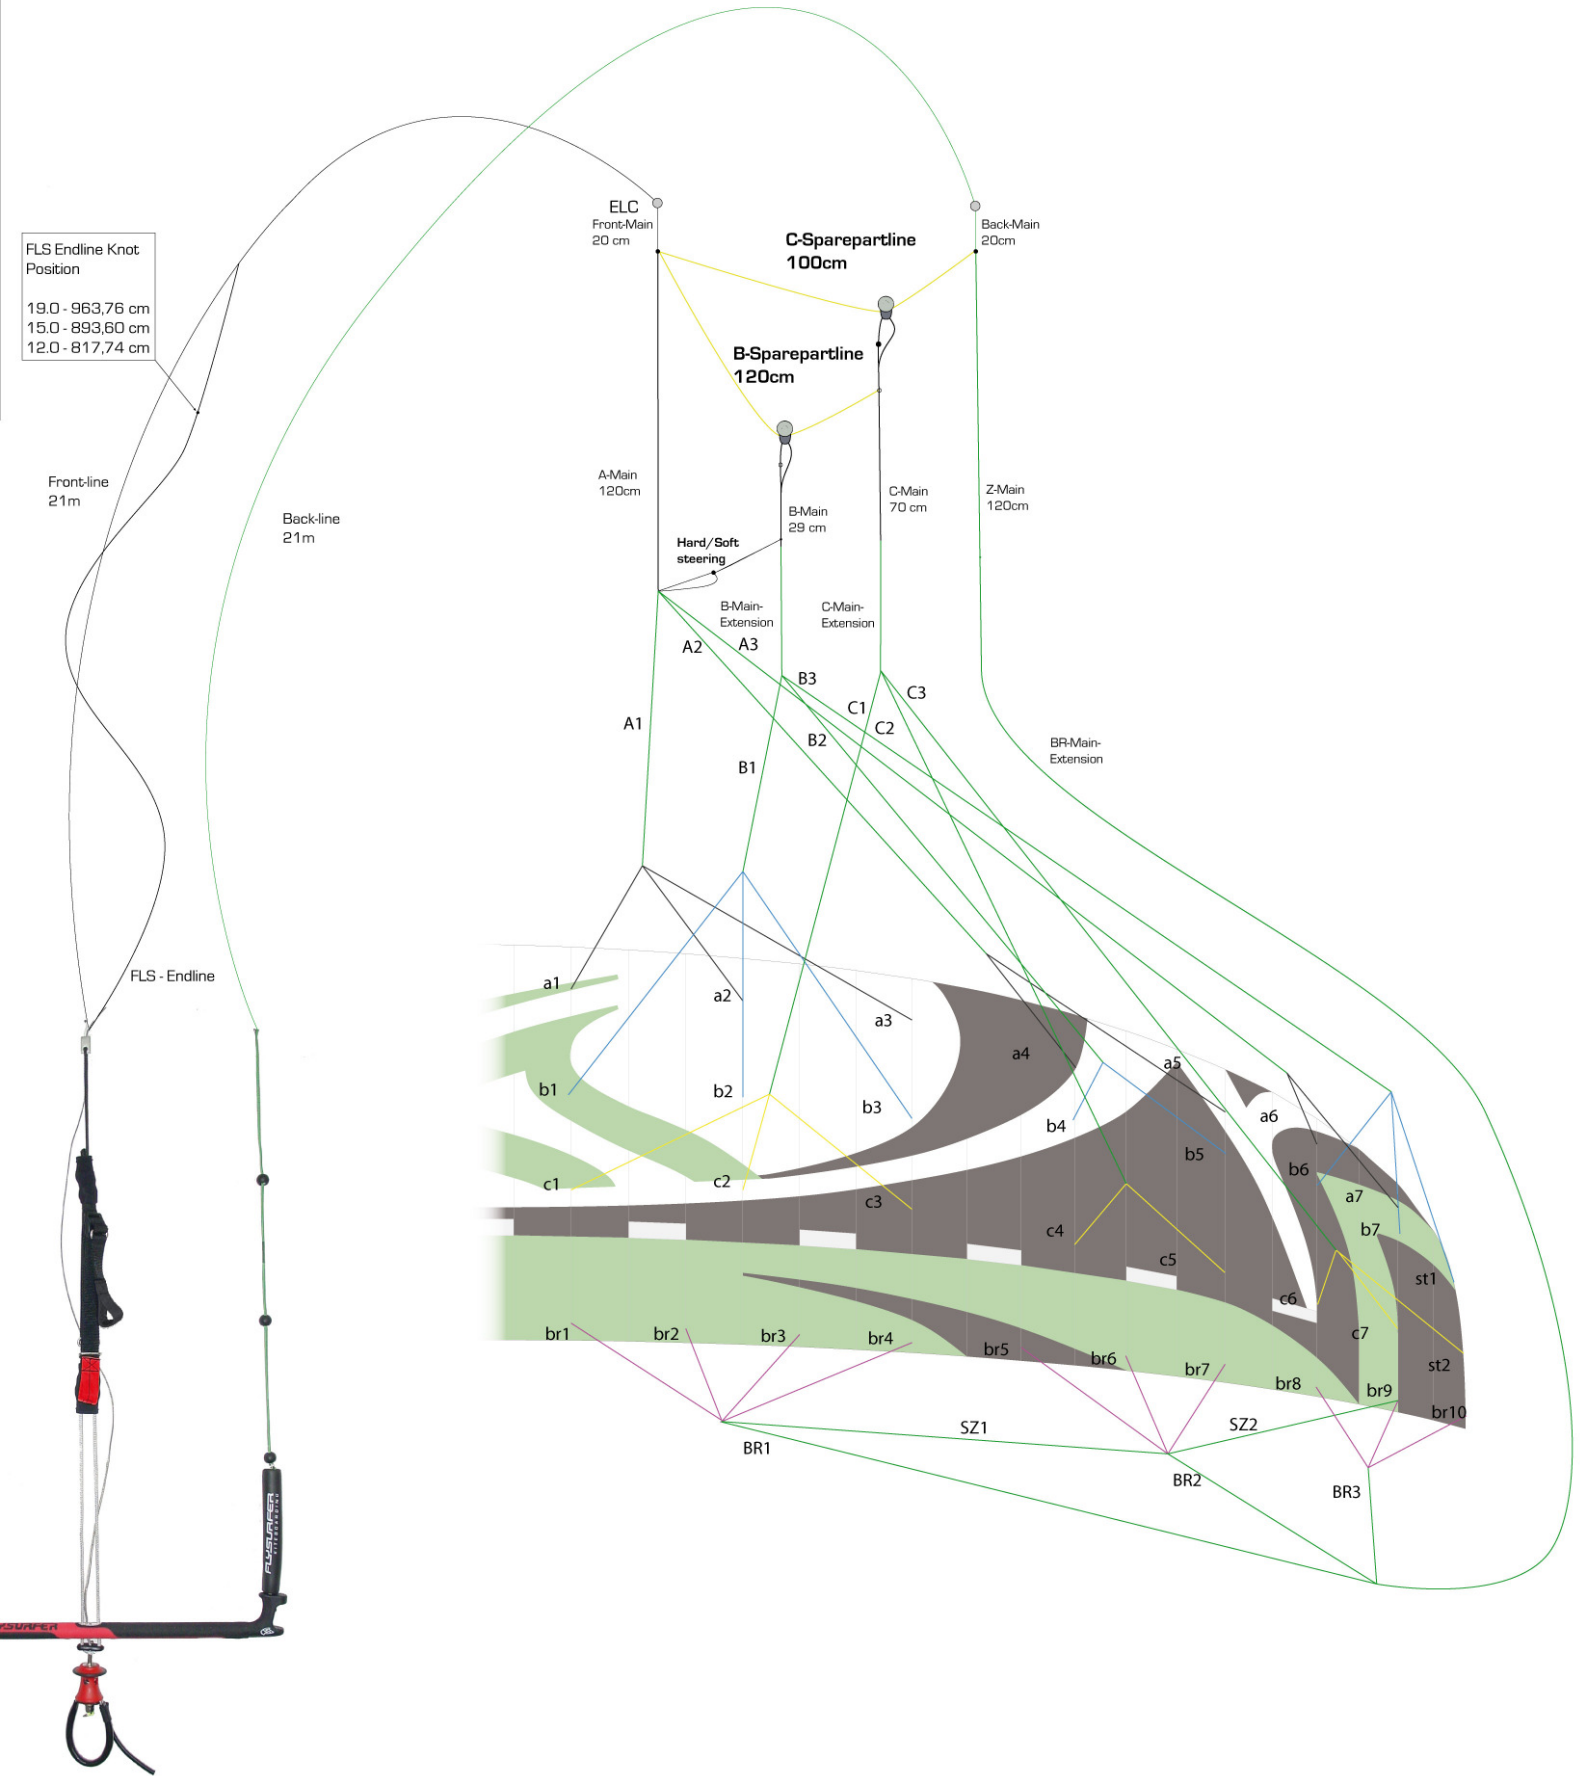 ELC
Front-Main
20 cm
Back-Main
20cm
C-Sparepartline
100cm
FLS Endline Knot
Position
19.0 - 963,76 cm
15.0 - 893,60 cm
12.0 - 817,74 cm
B-Sparepartline
120cm
Front-line
21m
Back-line
21m
A-Main
120cm
B-Main
29 cm
C-Main
70 cm
Z-Main
120cm
Hard/Soft
steering
B-Main-
Extension
C-Main-
Extension
A2
A3
B3
C3
A1
C1
C2
B2
B1
BR-Main-
Extension
FLS - Endline
a1
a2
a3
a4
a5
a6
a7
b1
b2
b3
b4
b5
b6
b7
c1
c2
c3
c4
c5
c6
c7
st1
st2
br1
br2
br3
br4
br5
br6
br7
br8
br9
br10
SZ1
SZ2
BR1
BR2
BR3
FLYSURFER
KITEBOARDING
YSURFER